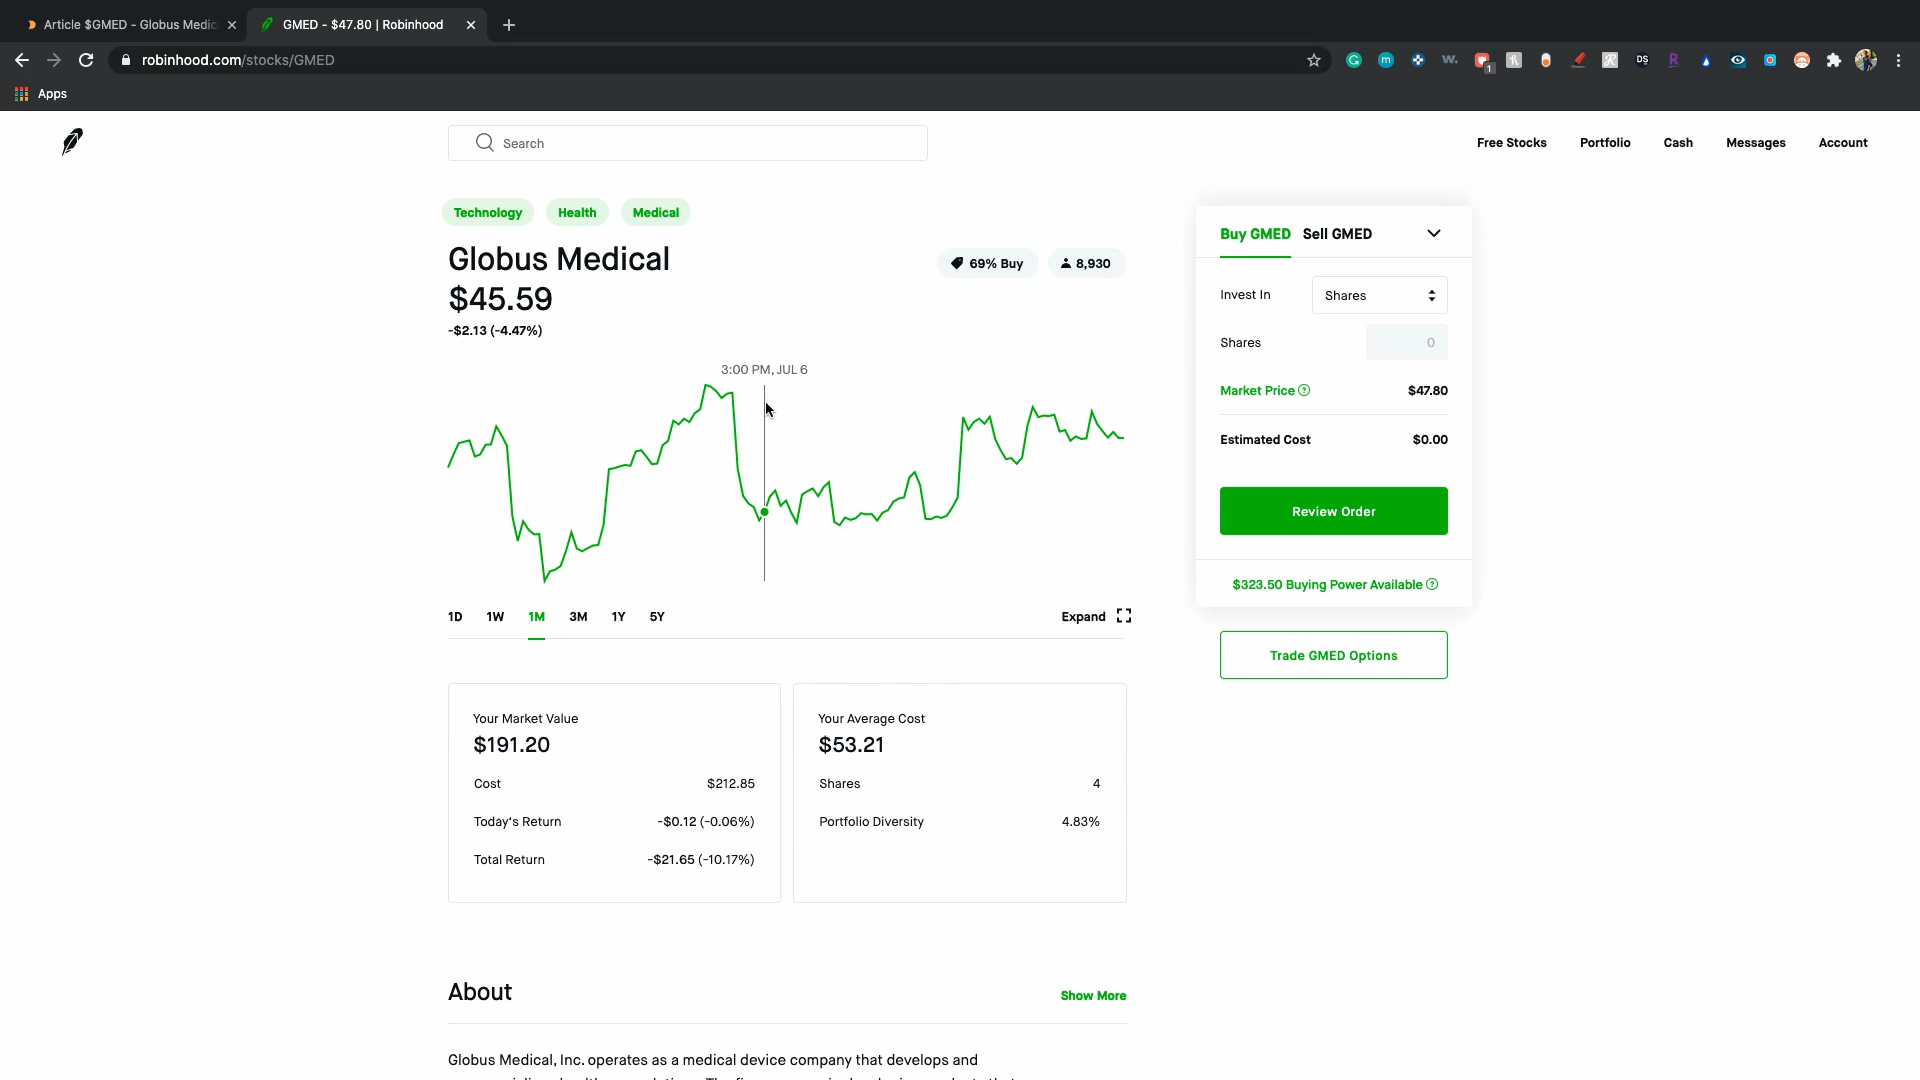 Article $GMED - Globus Medic
GMED - $47.80 | Robinhood
robinhood.com/stocks/GMED
Apps
Search
Free Stocks Portfolio Cash Messages Account
Technology Health Medical
Globus Medical
$45.59
-$2.13 (-4.47%)
69% Buy
8,930
3:00 PM, JUL 6
1D 1W 1M 3M 1Y 5Y
Expand
Buy GMED Sell GMED
Invest In Shares
Shares 0
Market Price $47.80
Estimated Cost $0.00
Review Order
$323.50 Buying Power Available
Trade GMED Options
Your Market Value
$191.20
Cost $212.85
Today's Return -$0.12 (-0.06%)
Total Return -$21.65 (-10.17%)
Your Average Cost
$53.21
Shares 4
Portfolio Diversity 4.83%
About
Show More
Globus Medical, Inc. operates as a medical device company that develops and